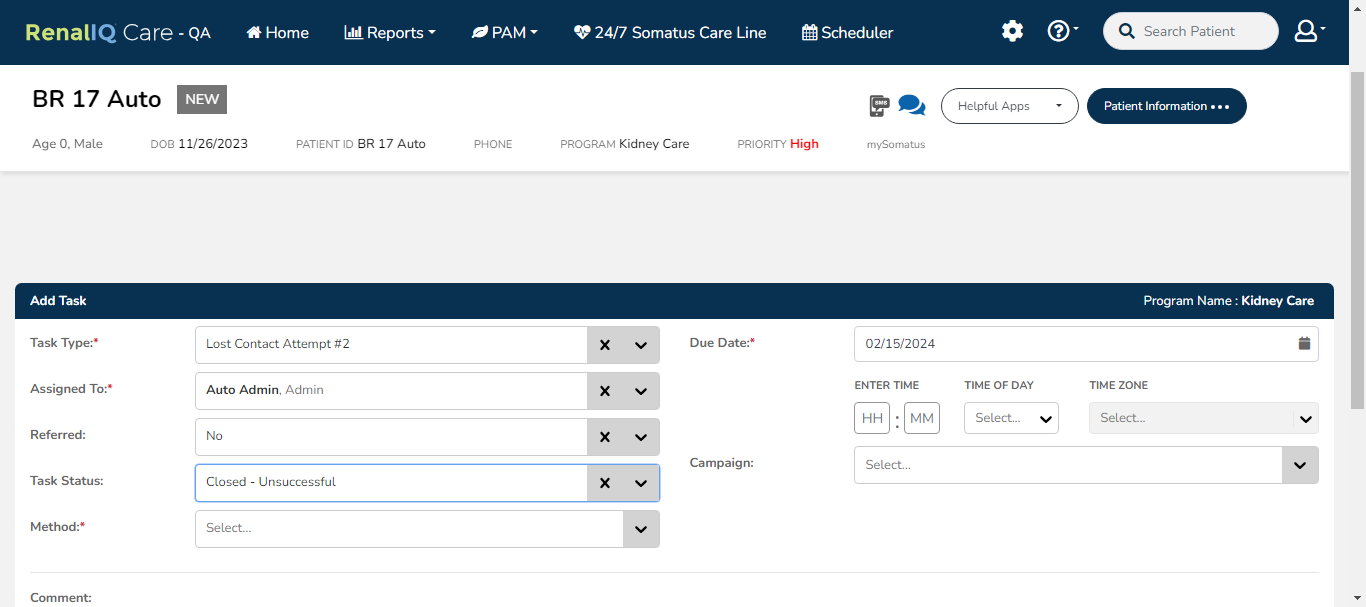 RenalIQ Care - QA Home Reports PAM 24/7 Somatus Care Line Scheduler Search Patient
BR 17 Auto NEW SMS Helpful Apps Patient Information •••
Age 0, Male DOB 11/26/2023 PATIENT ID BR 17 Auto PHONE PROGRAM Kidney Care PRIORITY High mySomatus
Add Task Program Name : Kidney Care
Task Type:* Lost Contact Attempt #2 Due Date:* 02/15/2024
Assigned To:* Auto Admin, Admin ENTER TIME TIME OF DAY TIME ZONE
HH : MM Select... Select...
Referred: No
Campaign: Select...
Task Status: Closed - Unsuccessful
Method:* Select...
Comment: